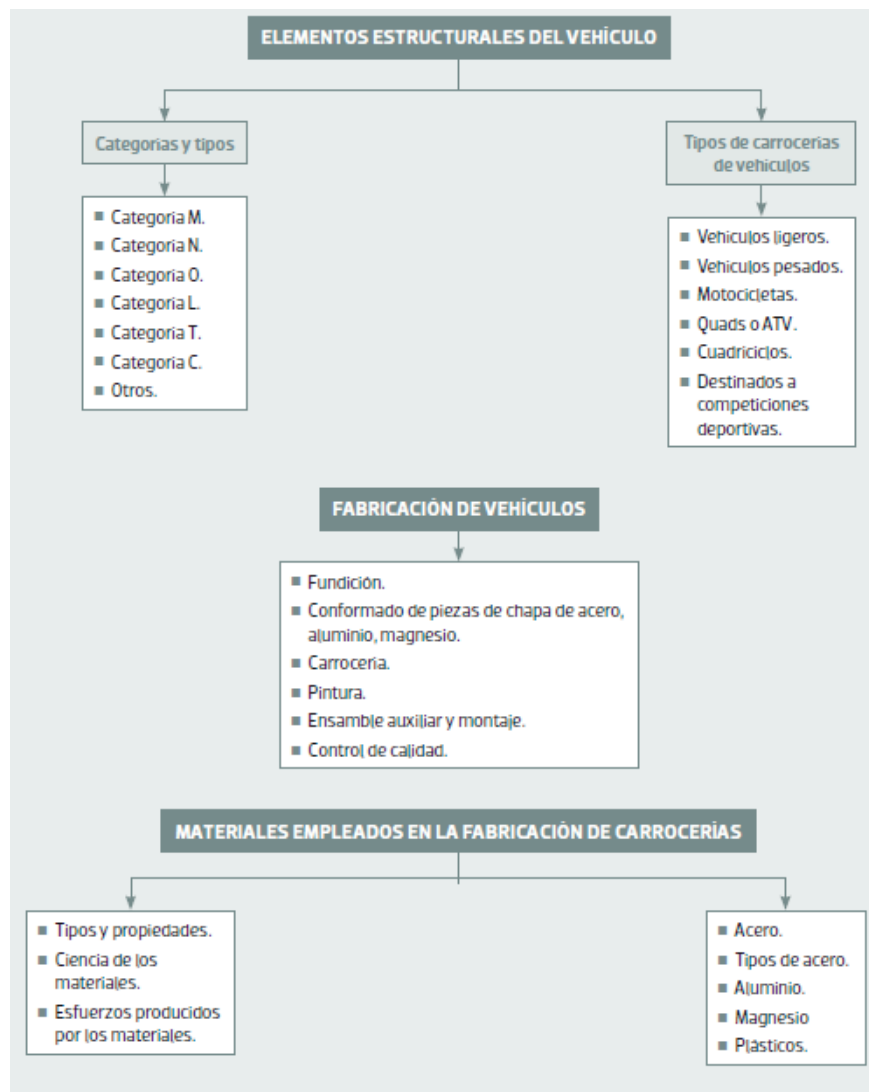 ELEMENTOS ESTRUCTURALES DEL VEHÍCULO
Categorías y tipos
■ Categoría M.
■ Categoría N.
■ Categoría O.
■ Categoría L.
■ Categoría T.
■ Categoría C.
■ Otros.
Tipos de carrocerías
de vehículos
■ Vehículos ligeros.
■ Vehículos pesados.
■ Motocicletas.
■ Quads o ATV.
■ Cuadriciclos.
■ Destinados a
competiciones
deportivas.
FABRICACIÓN DE VEHÍCULOS
■ Fundición.
■ Conformado de piezas de chapa de acero,
aluminio, magnesio.
■ Carrocería.
■ Pintura.
■ Ensamble auxiliar y montaje.
■ Control de calidad.
MATERIALES EMPLEADOS EN LA FABRICACIÓN DE CARROCERÍAS
■ Tipos y propiedades.
■ Ciencia de los
materiales.
■ Esfuerzos producidos
por los materiales.
■ Acero.
■ Tipos de acero.
■ Aluminio.
■ Magnesio
■ Plásticos.